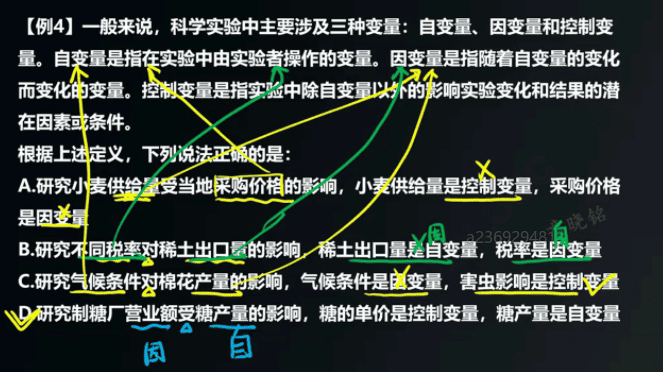 【例4】一般来说，科学实验中主要涉及三种变量：自变量、因变量和控制变
量。自变量是指在实验中由实验者操作的变量。因变量是指随着自变量的变化
而变化的变量。控制变量是指实验中除自变量以外的影响实验变化和结果的潜
在因素或条件。
根据上述定义，下列说法正确的是：
A.研究小麦供给量受当地采购价格的影响，小麦供给量是控制变量，采购价格
是因变量
B.研究不同税率对稀土出口量的影响，稀土出口量是自变量，税率是因变量
因 自
C.研究气候条件对棉花产量的影响，气候条件是因变量，害虫影响是控制变量
D.研究制糖厂营业额受糖产量的影响，糖的单价是控制变量，糖产量是自变量
因 自